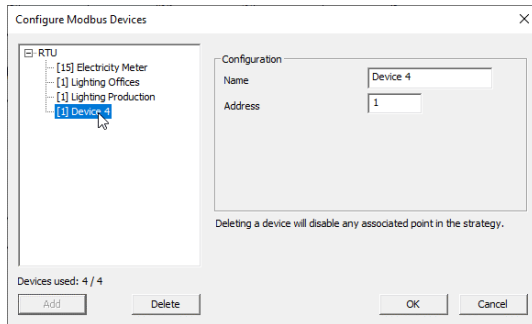 Configure Modbus Devices
RTU
[15] Electricity Meter
[1] Lighting Offices
[1] Lighting Production
[1] Device 4
Configuration
Name
Device 4
Address
1
Deleting a device will disable any associated point in the strategy.
Devices used: 4 / 4
Add
Delete
OK
Cancel